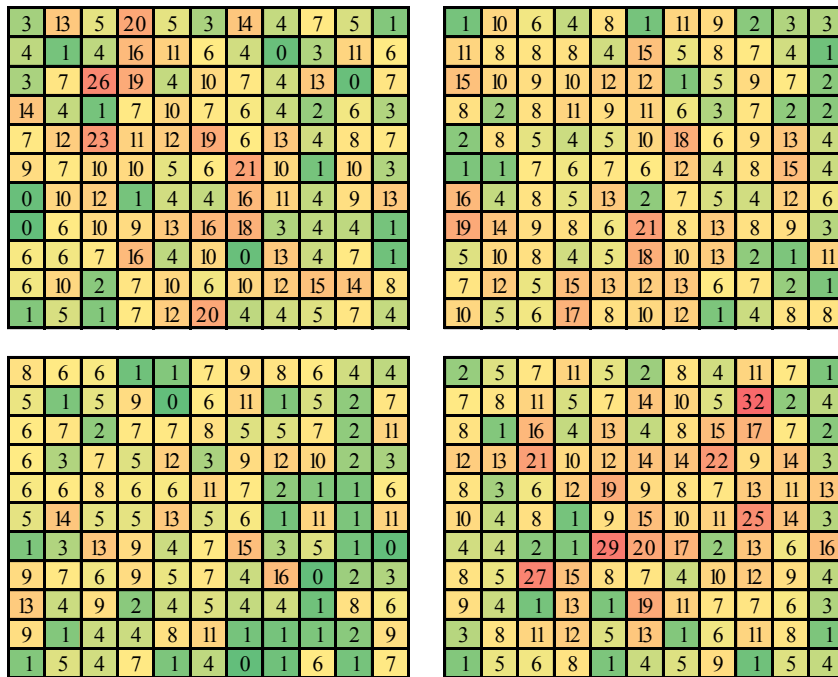 3 13 5 20 5 3 14 4 7 5 1
4 1 4 16 11 6 4 0 3 11 6
3 7 26 19 4 10 7 4 13 0 7
14 4 1 7 10 7 6 4 2 6 3
7 12 23 11 12 19 6 13 4 8 7
9 7 10 10 5 6 21 10 1 10 3
0 10 12 1 4 4 16 11 4 9 13
0 6 10 9 13 16 18 3 4 4 1
6 6 7 16 4 10 0 13 4 7 1
6 10 2 7 10 6 10 12 15 14 8
1 5 1 7 12 20 4 4 5 7 4
1 10 6 4 8 1 11 9 2 3 3
11 8 8 8 4 15 5 8 7 4 1
15 10 9 10 12 12 1 5 9 7 2
8 2 8 11 9 11 6 3 7 2 2
2 8 5 4 5 10 18 6 9 13 4
1 1 7 6 7 6 12 4 8 15 4
16 4 8 5 13 2 7 5 4 12 6
19 14 9 8 6 21 8 13 8 9 3
5 10 8 4 5 18 10 13 2 1 11
7 12 5 15 13 12 13 6 7 2 1
10 5 6 17 8 10 12 1 4 8 8
8 6 6 1 1 7 9 8 6 4 4
5 1 5 9 0 6 11 1 5 2 7
6 7 2 7 7 8 5 5 7 2 11
6 3 7 5 12 3 9 12 10 2 3
6 6 8 6 6 11 7 2 1 1 6
5 14 5 5 13 5 6 1 11 1 11
1 3 13 9 4 7 15 3 5 1 0
9 7 6 9 5 7 4 16 0 2 3
13 4 9 2 4 5 4 4 1 8 6
9 1 4 4 8 11 1 1 1 2 9
1 5 4 7 1 4 0 1 6 1 7
2 5 7 11 5 2 8 4 11 7 1
7 8 11 5 7 14 10 5 32 2 4
8 1 16 4 13 4 8 15 17 7 2
12 13 21 10 12 14 14 22 9 14 3
8 3 6 12 19 9 8 7 13 11 13
10 4 8 1 9 15 10 11 25 14 3
4 4 2 1 29 20 17 2 13 6 16
8 5 27 15 8 7 4 10 12 9 4
9 4 1 13 1 19 11 7 7 6 3
3 8 11 12 5 13 1 6 11 8 1
1 5 6 8 1 4 5 9 1 5 4